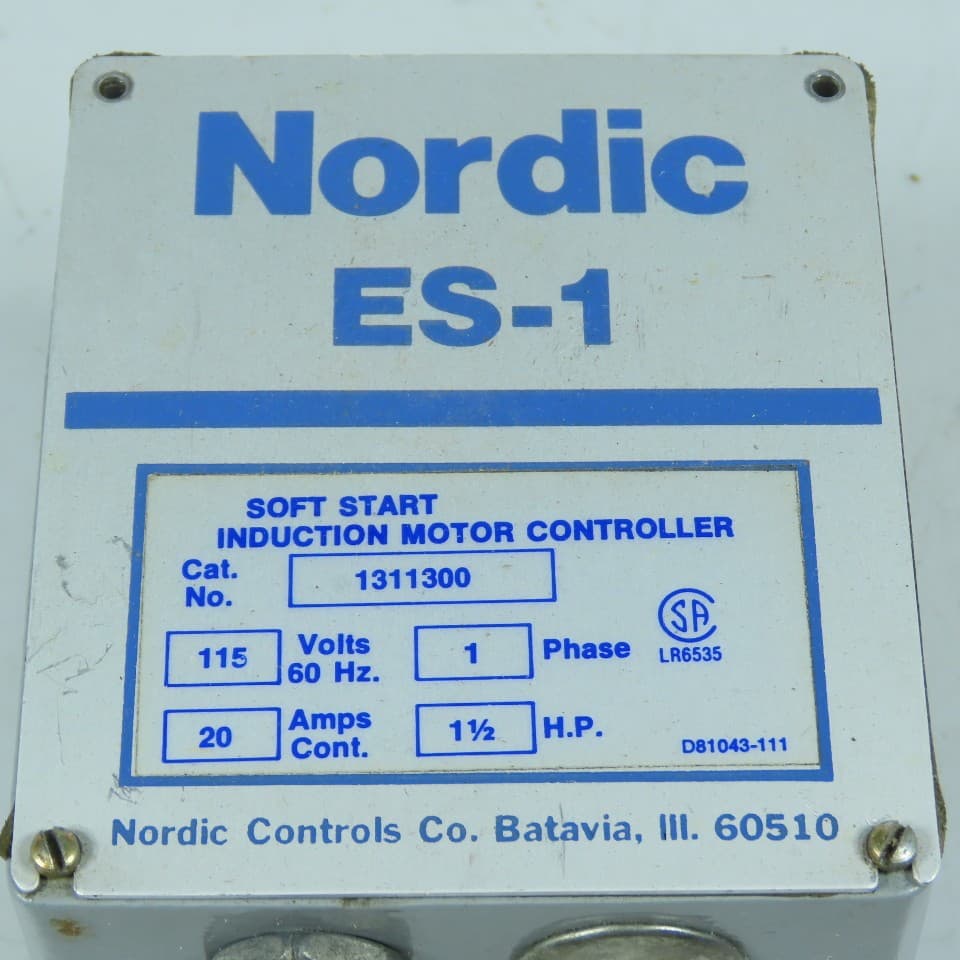 Nordic
ES-1
SOFT START
INDUCTION MOTOR CONTROLLER
Cat.
No.
1311300
115
Volts
60 Hz.
1
Phase
SA
LR6535
20
Amps
Cont.
1½
H.P.
D81043-111
Nordic Controls Co. Batavia, Ill. 60510